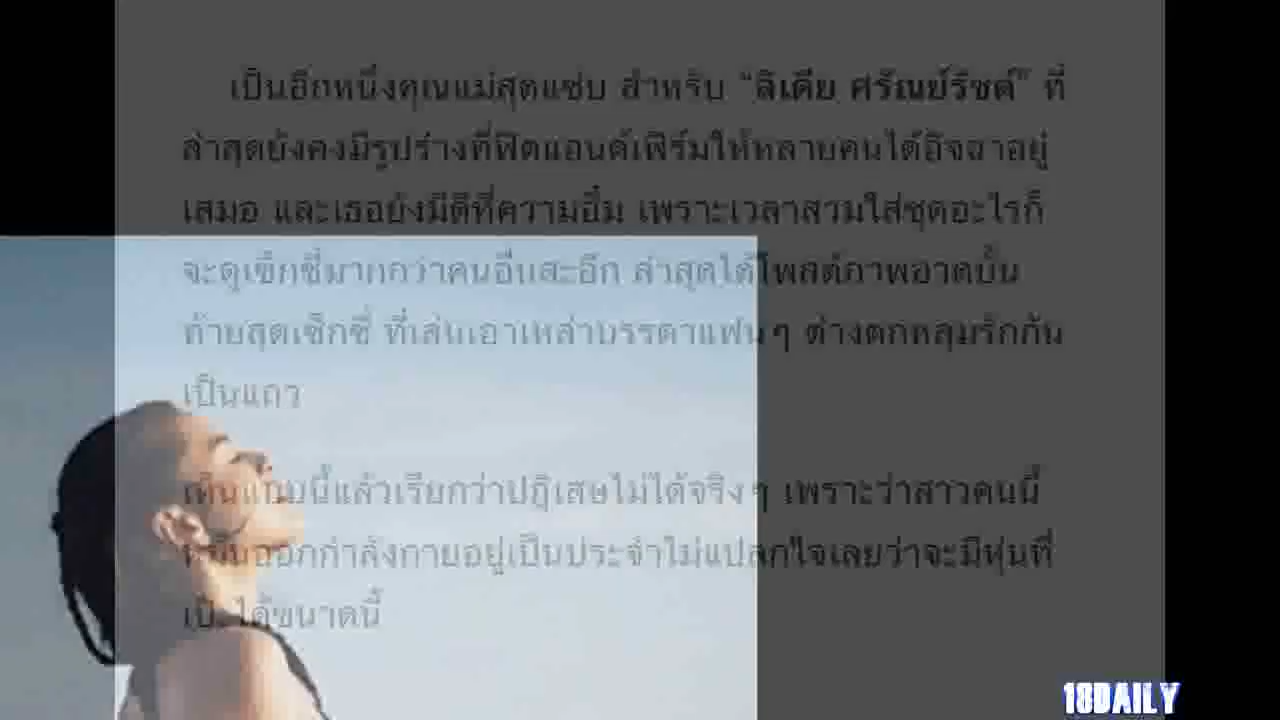 เป็นอีกหนึ่งคุณแม่สุดแซ่บ สำหรับ “ลิเดีย ศรัณย์รัชต์” ที่
ล่าสุดยังคงมีรูปร่างที่ฟิตแอนด์เฟิร์มให้หลายคนได้อิจฉาอยู่
เสมอ และเธอยังมีดีที่ความอึ๋ม เพราะเวลาสวมใส่ชุดอะไรก็
จะดูเซ็กซี่มากกว่าคนอื่นสะอีก ล่าสุดได้โพสต์ภาพอวดบั้น
ท้ายสุดเซ็กซี่ ที่เล่นเอาเหล่าบรรดาแฟนๆ ต่างตกหลุมรักกัน
เป็นแถว
เห็นแบบนี้แล้วเรียกว่าปฏิเสษไม่ได้จริงๆ เพราะว่าสาวคนนี้
หมั่นออกกำลังกายอยู่เป็นประจำไม่แปลกใจเลยว่าจะมีหุ่นที่
เป๊ะได้ขนาดนี้
18DAILY